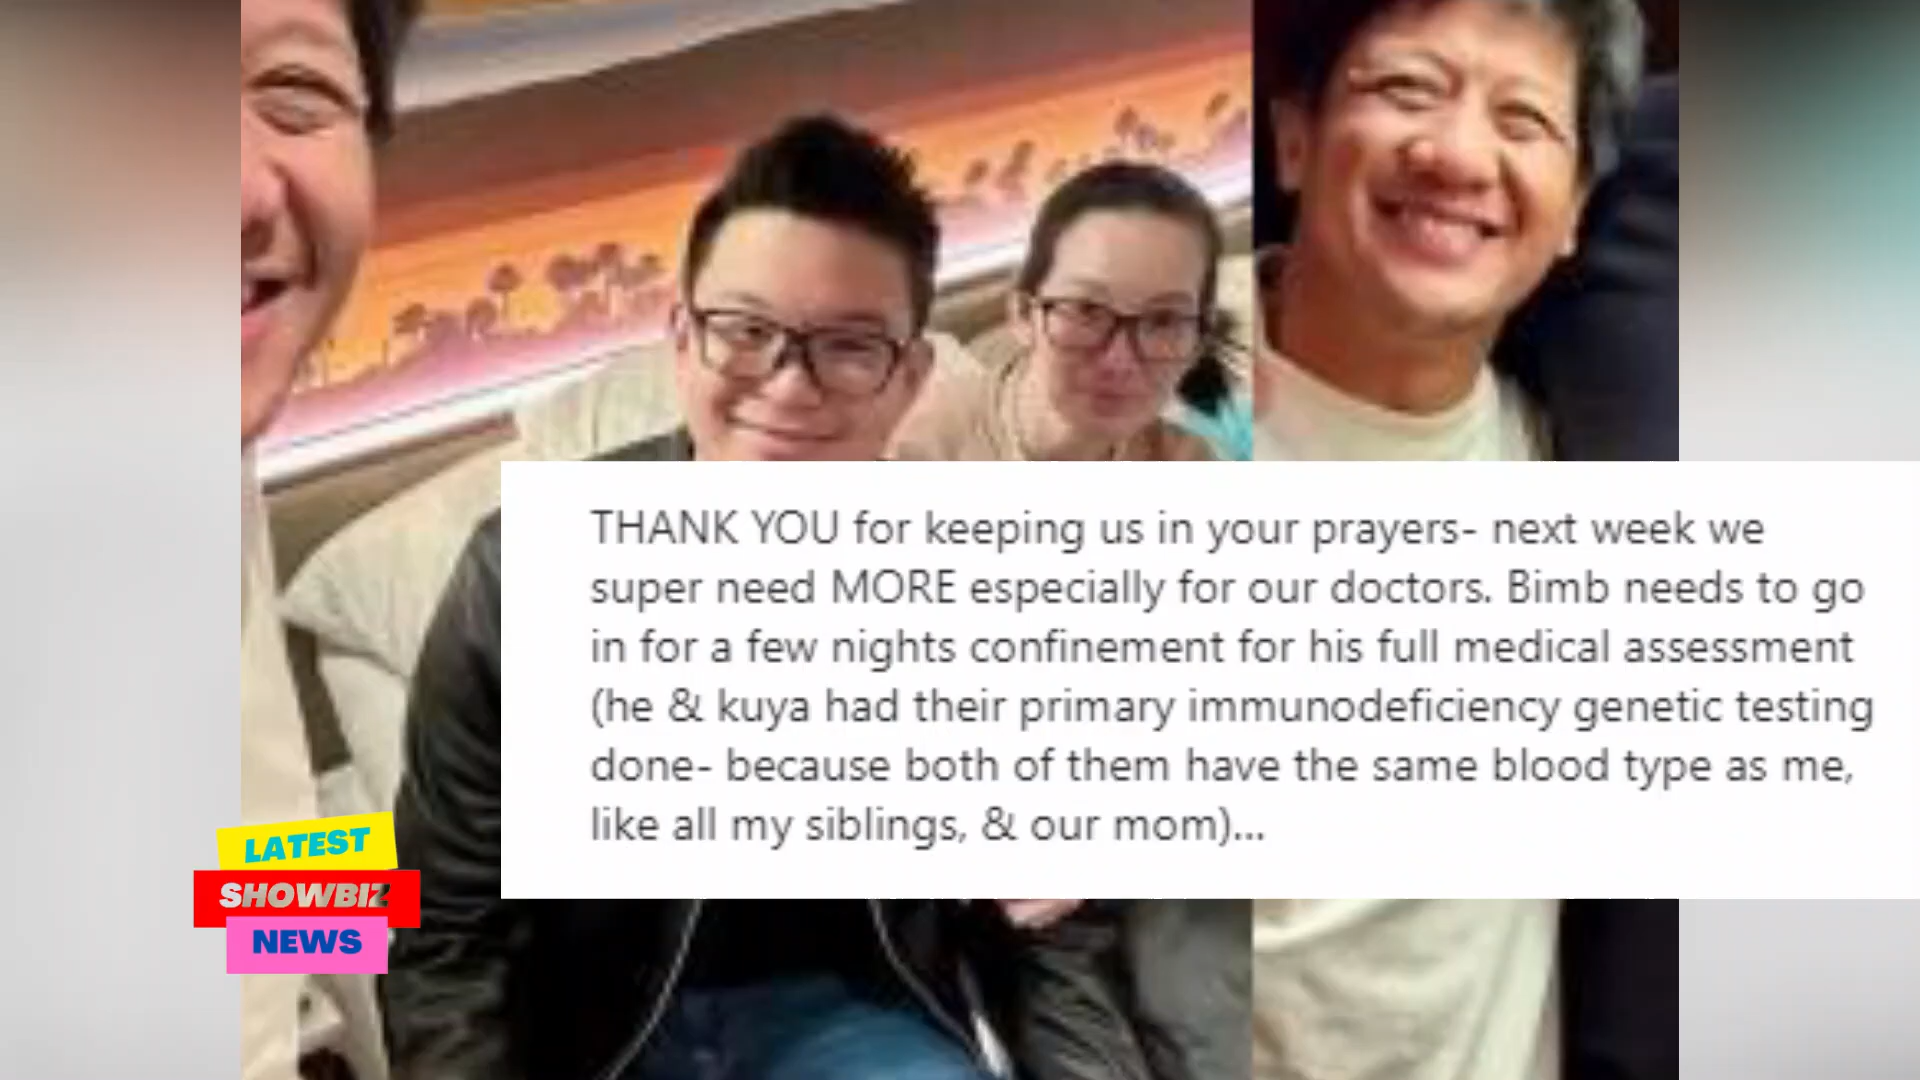 THANK YOU for keeping us in your prayers- next week we
super need MORE especially for our doctors. Bimb needs to go
in for a few nights confinement for his full medical assessment
(he & kuya had their primary immunodeficiency genetic testing
done- because both of them have the same blood type as me,
like all my siblings, & our mom)...
LATEST
SHOWBIZ
NEWS